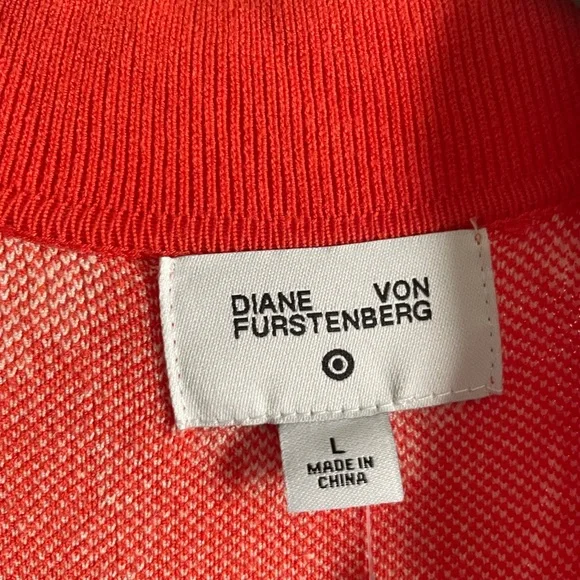 DIANE VON
FURSTENBERG
L
MADE IN
CHINA